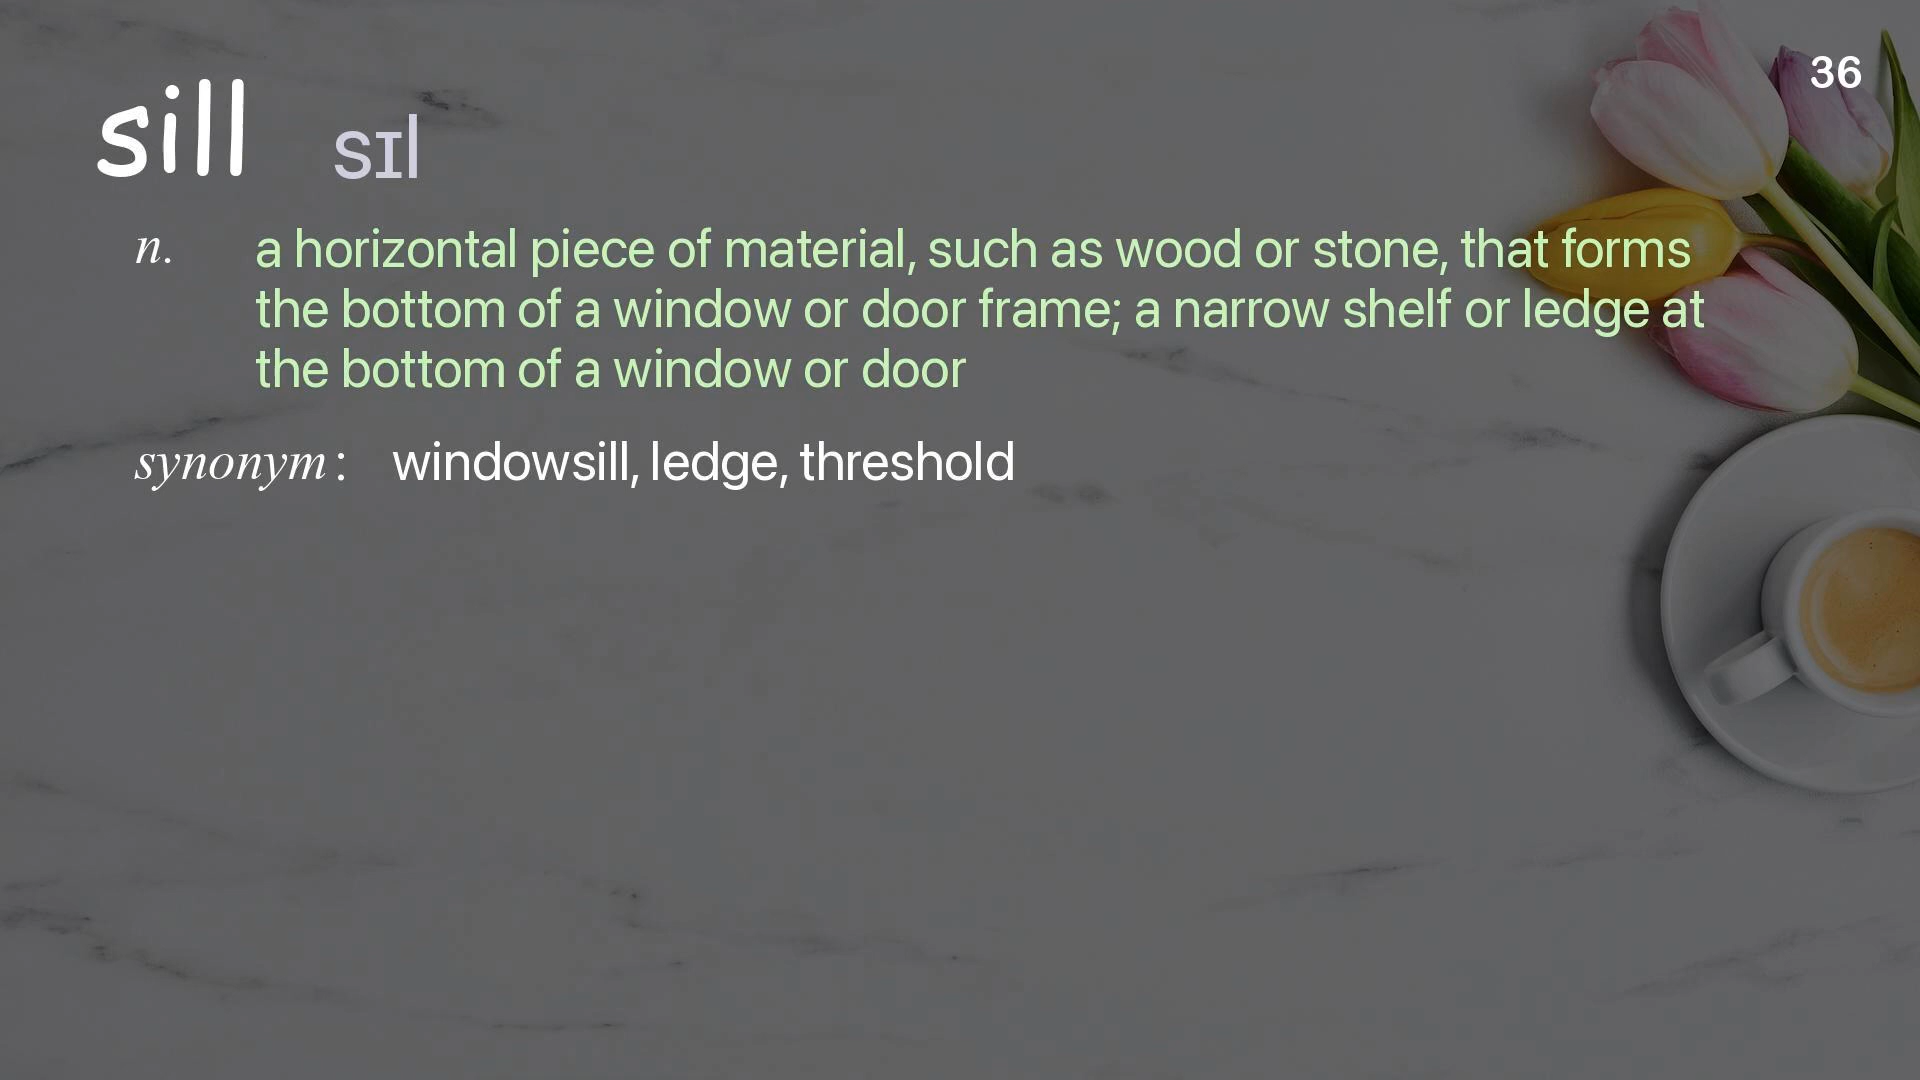 36
sill sɪl
n. a horizontal piece of material, such as wood or stone, that forms
the bottom of a window or door frame; a narrow shelf or ledge at
the bottom of a window or door
synonym : windowsill, ledge, threshold